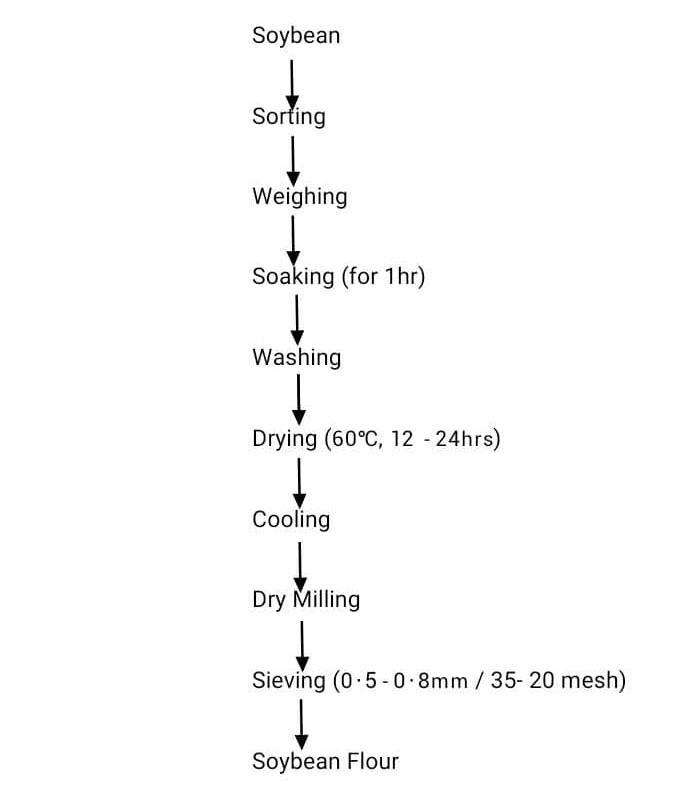 Soybean
Sorting
Weighing
Soaking (for 1hr)
Washing
Drying (60°C, 12 - 24hrs)
Cooling
Dry Milling
Sieving (0·5 - 0·8mm / 35- 20 mesh)
Soybean Flour